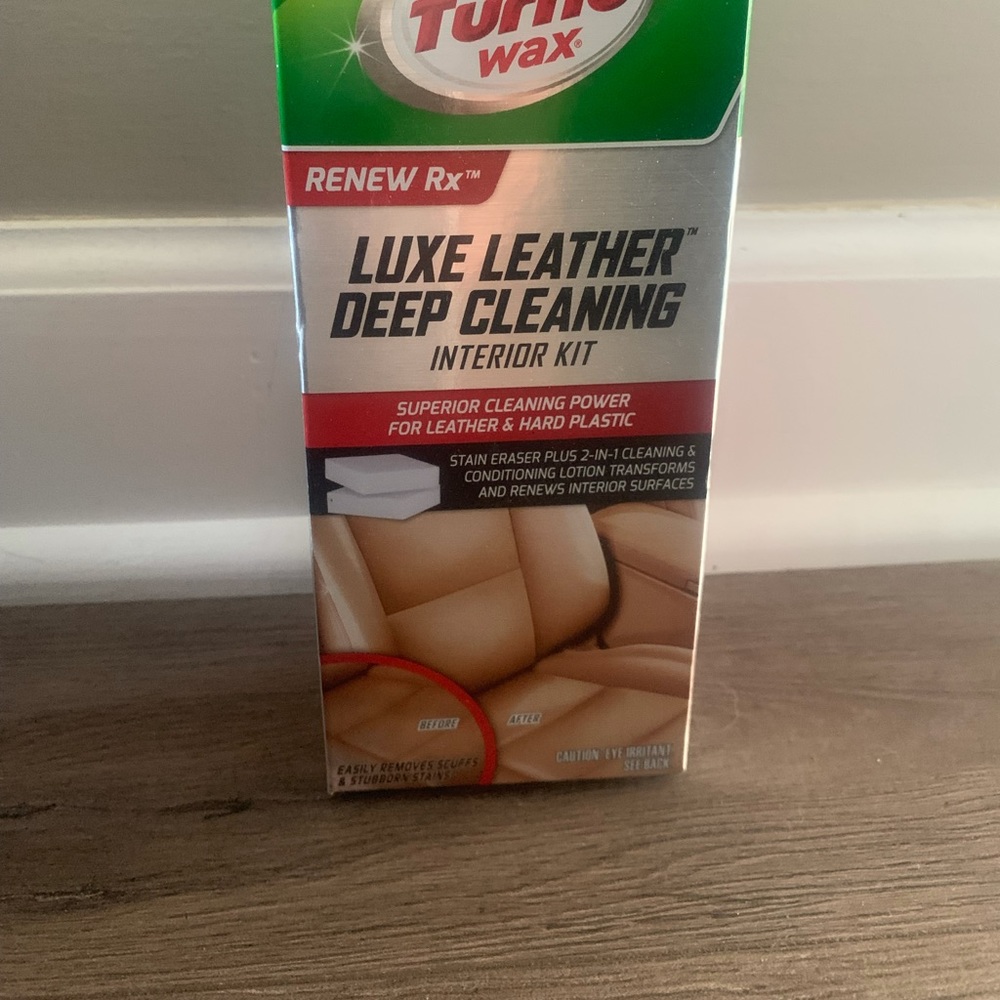 Turtle
wax®
RENEW Rx™
LUXE LEATHER™
DEEP CLEANING
INTERIOR KIT
SUPERIOR CLEANING POWER
FOR LEATHER & HARD PLASTIC
STAIN ERASER PLUS 2-IN-1 CLEANING &
CONDITIONING LOTION TRANSFORMS
AND RENEWS INTERIOR SURFACES
BEFORE
AFTER
EASILY REMOVES SCUFFS
& STUBBORN STAINS
CAUTION: EYE IRRITANT
SEE BACK